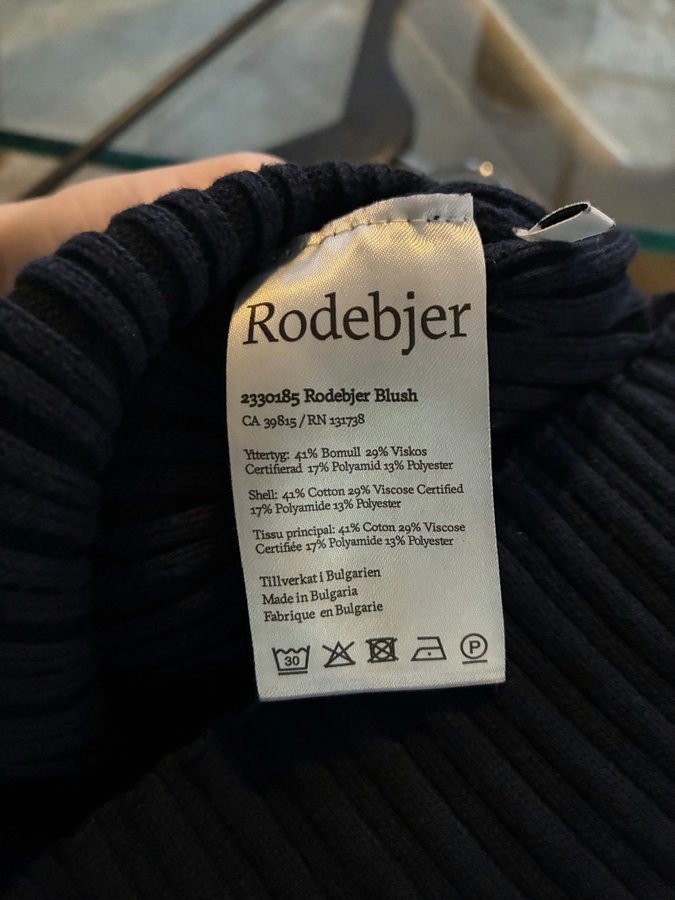 Rodebjer
2330185 Rodebjer Blush
CA 39815 / RN 131738
Yttertyg: 41% Bomull 29% Viskos
Certifierad 17% Polyamid 13% Polyester
Shell: 41% Cotton 29% Viscose Certified
17% Polyamide 13% Polyester
Tissu principal: 41% Coton 29% Viscose
Certifiée 17% Polyamide 13% Polyester
Tillverkat i Bulgarien
Made in Bulgaria
Fabrique en Bulgarie
30 P